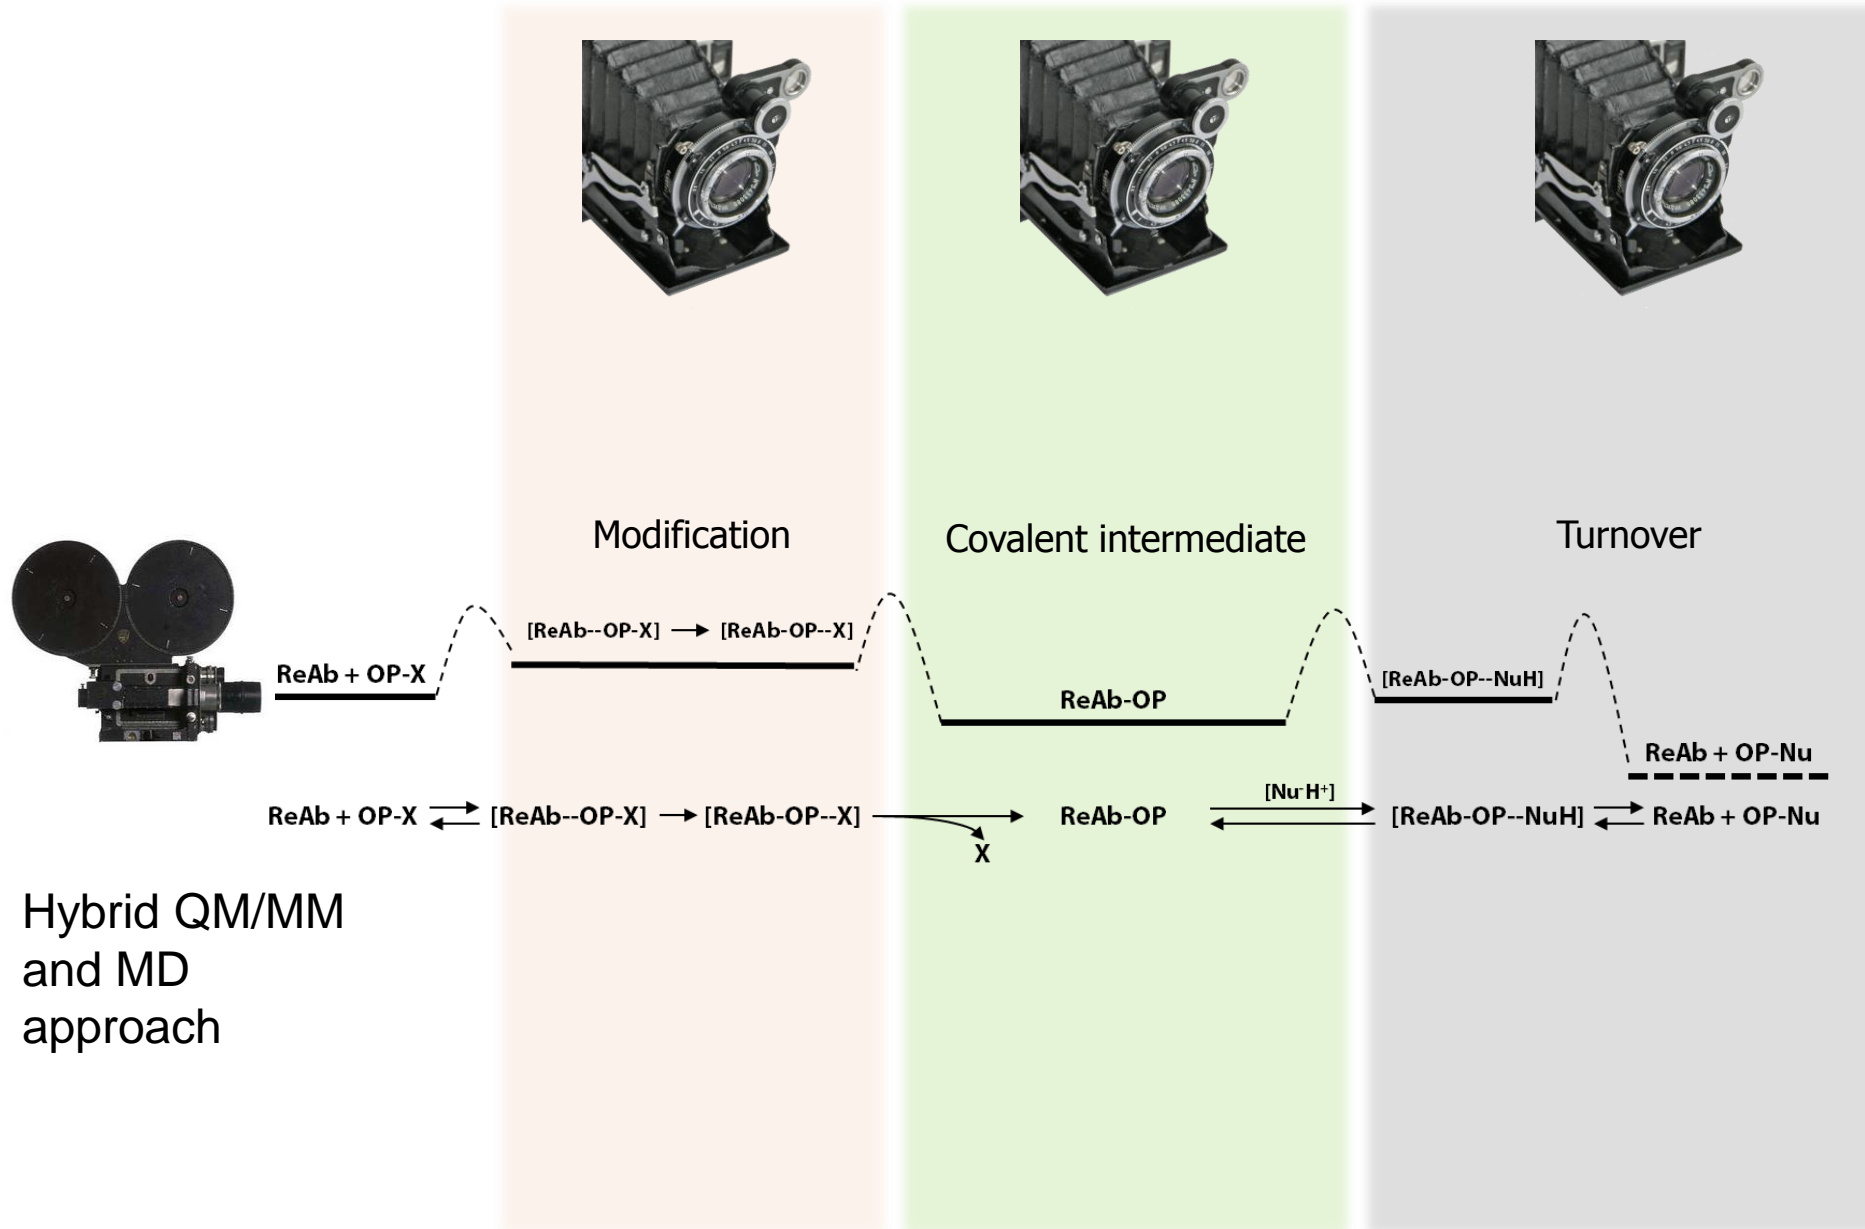 Modification
Covalent intermediate
Turnover
[ReAb--OP-X] → [ReAb-OP--X]
ReAb + OP-X
ReAb-OP
[ReAb-OP--NuH]
ReAb + OP-Nu
ReAb + OP-X ⇌ [ReAb--OP-X] → [ReAb-OP--X] → ReAb-OP ⇌ [ReAb-OP--NuH] ⇌ ReAb + OP-Nu
[Nu⁻H⁺]
X
Hybrid QM/MM
and MD
approach